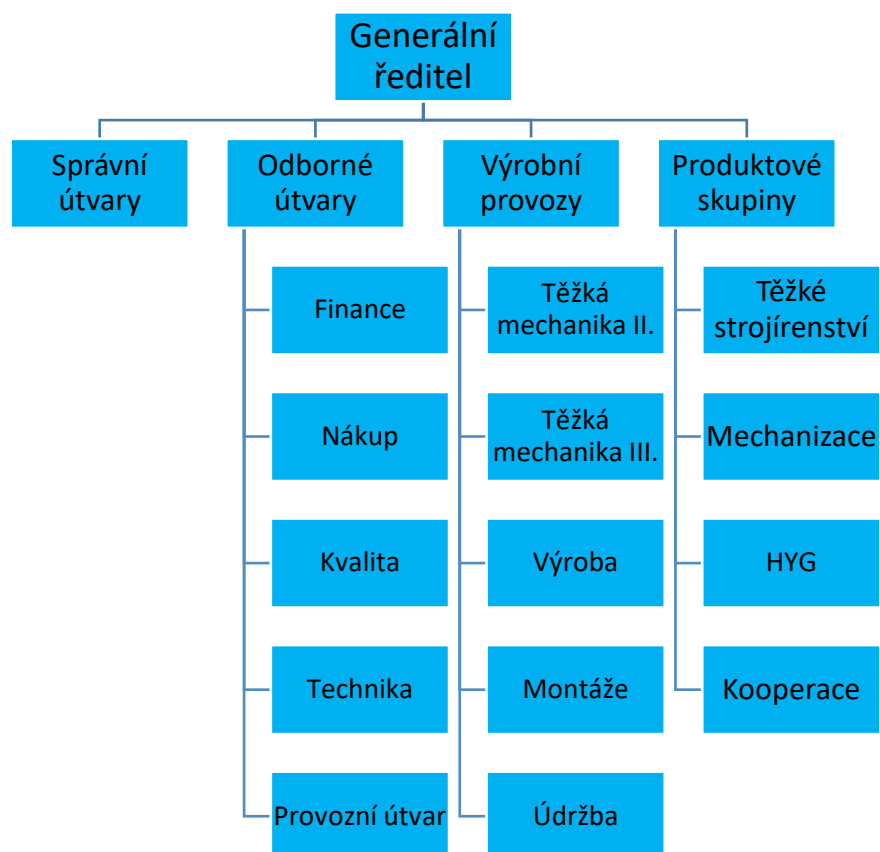 Generální
ředitel
Správní
útvary
Odborné
útvary
Výrobní
provozy
Produktové
skupiny
Finance
Těžká
mechanika II.
Těžké
strojírenství
Nákup
Těžká
mechanika III.
Mechanizace
Kvalita
Výroba
HYG
Technika
Montáže
Kooperace
Provozní útvar
Údržba